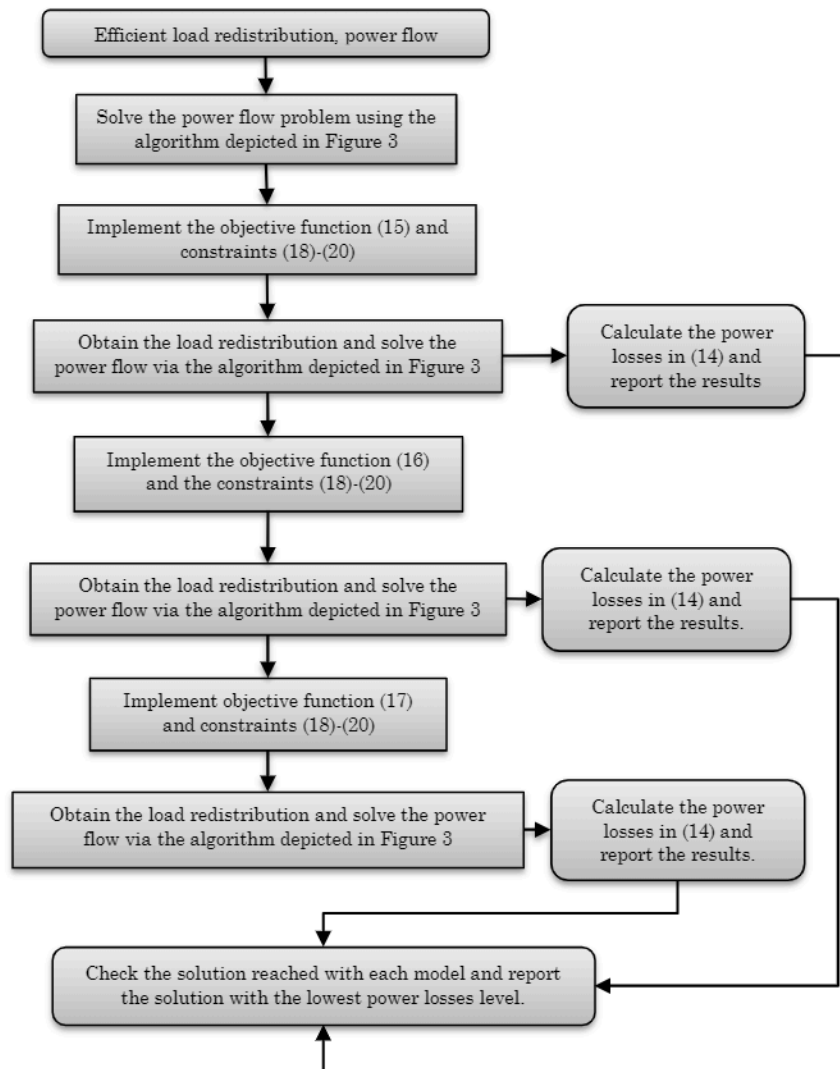 Efficient load redistribution, power flow
Solve the power flow problem using the
algorithm depicted in Figure 3
Implement the objective function (15) and
constraints (18)-(20)
Obtain the load redistribution and solve the
power flow via the algorithm depicted in Figure 3
Calculate the power
losses in (14) and
report the results
Implement the objective function (16)
and the constraints (18)-(20)
Obtain the load redistribution and solve the
power flow via the algorithm depicted in Figure 3
Calculate the power
losses in (14) and
report the results.
Implement objective function (17)
and constraints (18)-(20)
Obtain the load redistribution and solve the power
flow via the algorithm depicted in Figure 3
Calculate the power
losses in (14) and
report the results.
Check the solution reached with each model and report
the solution with the lowest power losses level.